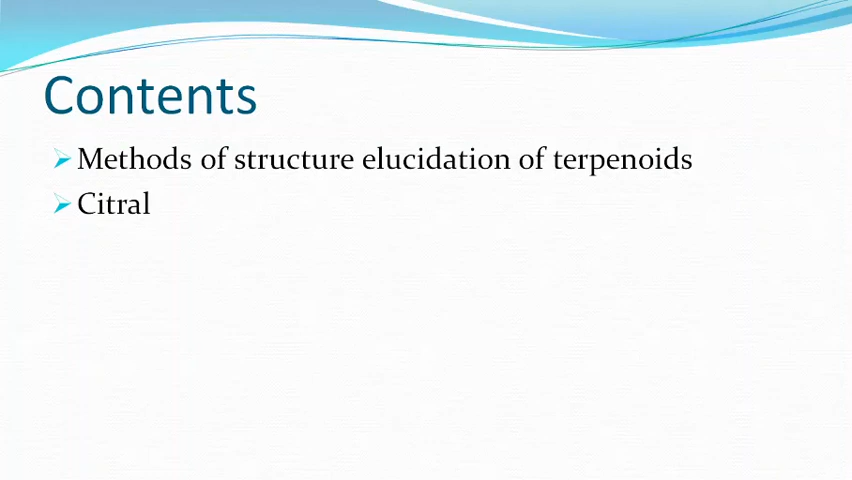 Contents
Methods of structure elucidation of terpenoids
Citral